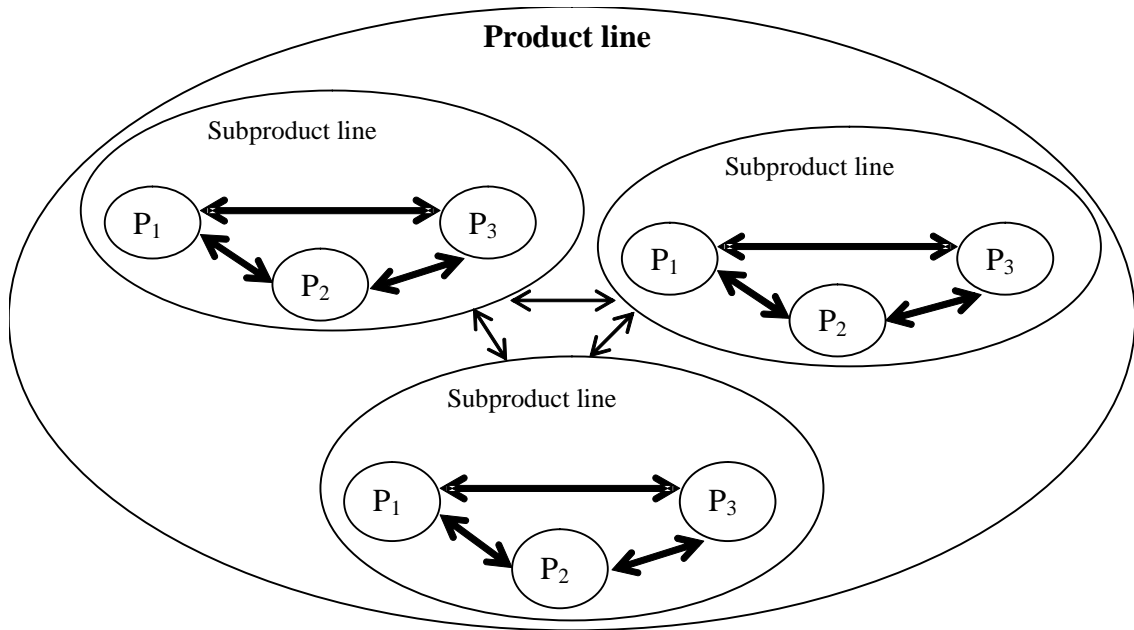 Product line
Subproduct line
P₁
P₃
P₂
Subproduct line
P₁
P₃
P₂
Subproduct line
P₁
P₃
P₂